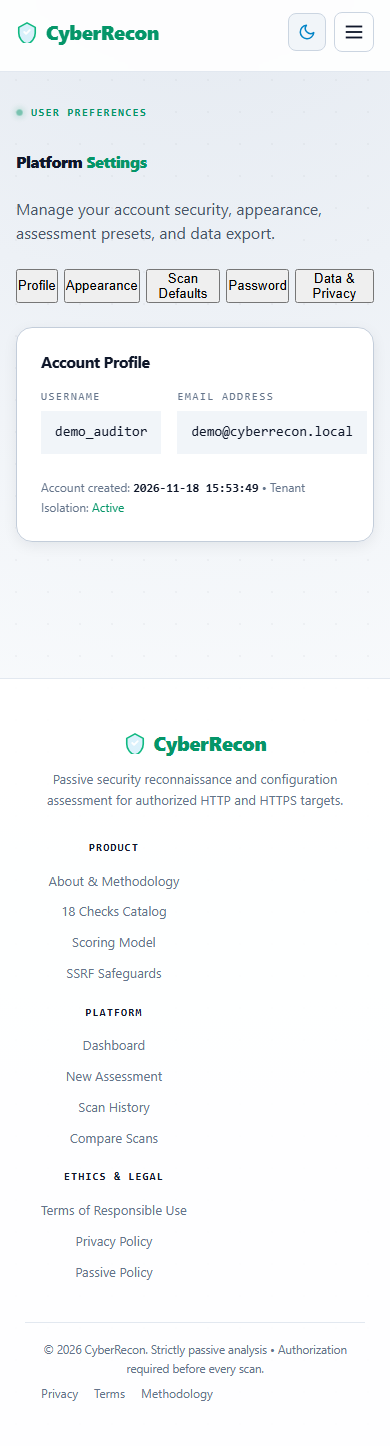 CyberRecon
USER PREFERENCES
Platform Settings
Manage your account security, appearance,
assessment presets, and data export.
Profile
Appearance
Scan
Defaults
Password
Data &
Privacy
Account Profile
USERNAME
EMAIL ADDRESS
demo_auditor
demo@cyberrecon.local
Account created: 2026-11-18 15:53:49 • Tenant
Isolation: Active
CyberRecon
Passive security reconnaissance and configuration
assessment for authorized HTTP and HTTPS targets.
PRODUCT
About & Methodology
18 Checks Catalog
Scoring Model
SSRF Safeguards
PLATFORM
Dashboard
New Assessment
Scan History
Compare Scans
ETHICS & LEGAL
Terms of Responsible Use
Privacy Policy
Passive Policy
© 2026 CyberRecon. Strictly passive analysis • Authorization
required before every scan.
Privacy Terms Methodology